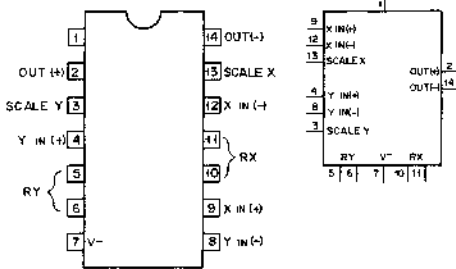 1 14 OUT(-)
OUT (+) 2 13 SCALE X
SCALE Y 3 12 X IN (-)
Y IN (+) 4 11
RX
5 10
RY
6 9 X IN (+)
7 V- 8 Y IN (-)
1
9 X IN(+)
12 X IN(-)
13 SCALE X
OUT(+) 2
OUT(-) 14
4 Y IN(+)
8 Y IN(-)
3 SCALE Y
RY V- RX
5 6 7 10 11